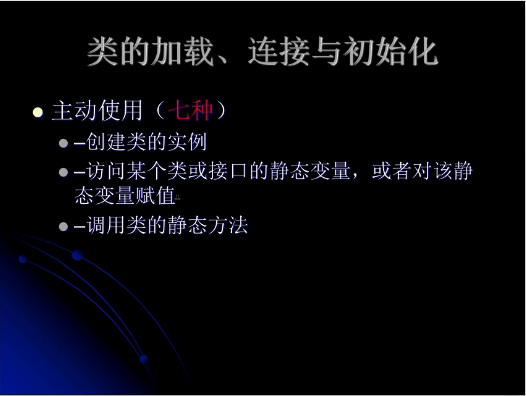 类的加载、连接与初始化
主动使用（七种）
–创建类的实例
–访问某个类或接口的静态变量，或者对该静
态变量赋值
–调用类的静态方法